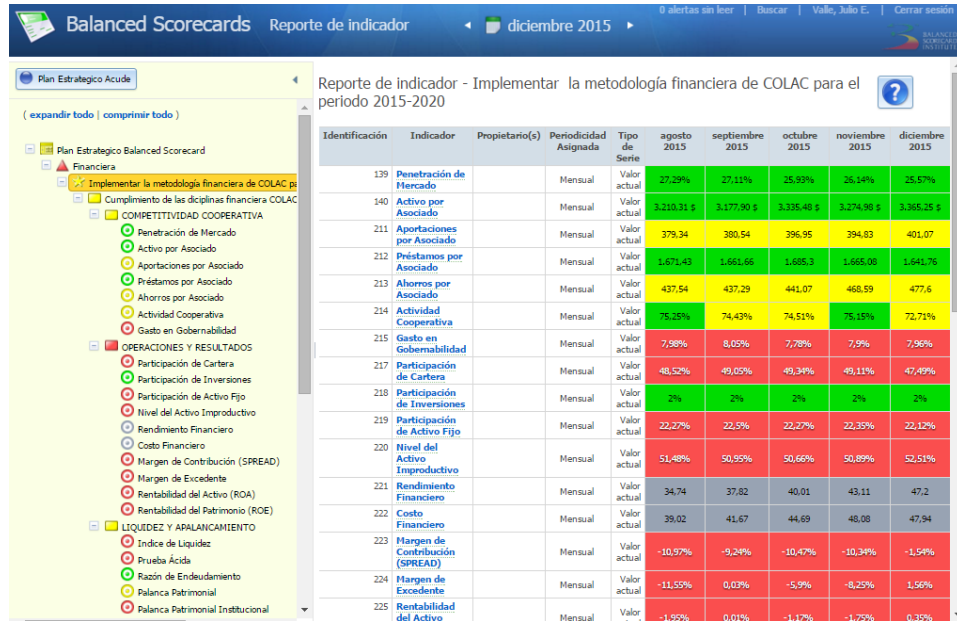 0 alertas sin leer | Buscar | Valle, Julio E. | Cerrar sesión
Balanced Scorecards Reporte de indicador diciembre 2015
BALANCED
SCORECARD
INSTITUTE
Plan Estrategico Acude
( expandir todo | comprimir todo )
Plan Estrategico Balanced Scorecard
Financiera
Implementar la metodología financiera de COLAC pa
Cumplimiento de las diciplinas financiera COLAC
COMPETITIVIDAD COOPERATIVA
Penetración de Mercado
Activo por Asociado
Aportaciones por Asociado
Préstamos por Asociado
Ahorros por Asociado
Actividad Cooperativa
Gasto en Gobernabilidad
OPERACIONES Y RESULTADOS
Participación de Cartera
Participación de Inversiones
Participación de Activo Fijo
Nivel del Activo Improductivo
Rendimiento Financiero
Costo Financiero
Margen de Contribución (SPREAD)
Margen de Excedente
Rentabilidad del Activo (ROA)
Rentabilidad del Patrimonio (ROE)
LIQUIDEZ Y APALANCAMIENTO
Indice de Liquidez
Prueba Ácida
Razón de Endeudamiento
Palanca Patrimonial
Palanca Patrimonial Institucional
Reporte de indicador - Implementar la metodología financiera de COLAC para el
periodo 2015-2020
?
Identificación Indicador Propietario(s) Periodicidad Asignada Tipo de Serie agosto 2015 septiembre 2015 octubre 2015 noviembre 2015 diciembre 2015
139 Penetración de Mercado Mensual Valor actual 27,29% 27,11% 25,93% 26,14% 25,57%
140 Activo por Asociado Mensual Valor actual 3.210,31 $ 3.177,90 $ 3.335,48 $ 3.274,98 $ 3.365,25 $
211 Aportaciones por Asociado Mensual Valor actual 379,34 380,54 396,95 394,83 401,07
212 Préstamos por Asociado Mensual Valor actual 1.671,43 1.661,66 1.685,3 1.665,08 1.641,76
213 Ahorros por Asociado Mensual Valor actual 437,54 437,29 441,07 468,59 477,6
214 Actividad Cooperativa Mensual Valor actual 75,25% 74,43% 74,51% 75,15% 72,71%
215 Gasto en Gobernabilidad Mensual Valor actual 7,98% 8,05% 7,78% 7,9% 7,96%
217 Participación de Cartera Mensual Valor actual 48,52% 49,05% 49,34% 49,11% 47,49%
218 Participación de Inversiones Mensual Valor actual 2% 2% 2% 2% 2%
219 Participación de Activo Fijo Mensual Valor actual 22,27% 22,5% 22,27% 22,35% 22,12%
220 Nivel del Activo Improductivo Mensual Valor actual 51,48% 50,95% 50,66% 50,89% 52,51%
221 Rendimiento Financiero Mensual Valor actual 34,74 37,82 40,01 43,11 47,2
222 Costo Financiero Mensual Valor actual 39,02 41,67 44,69 48,08 47,94
223 Margen de Contribución (SPREAD) Mensual Valor actual -10,97% -9,24% -10,47% -10,34% -1,54%
224 Margen de Excedente Mensual Valor actual -11,55% 0,03% -5,9% -8,25% 1,56%
225 Rentabilidad del Activo Mensual Valor -1,95% 0,01% -1,17% -1,75% 0,35%